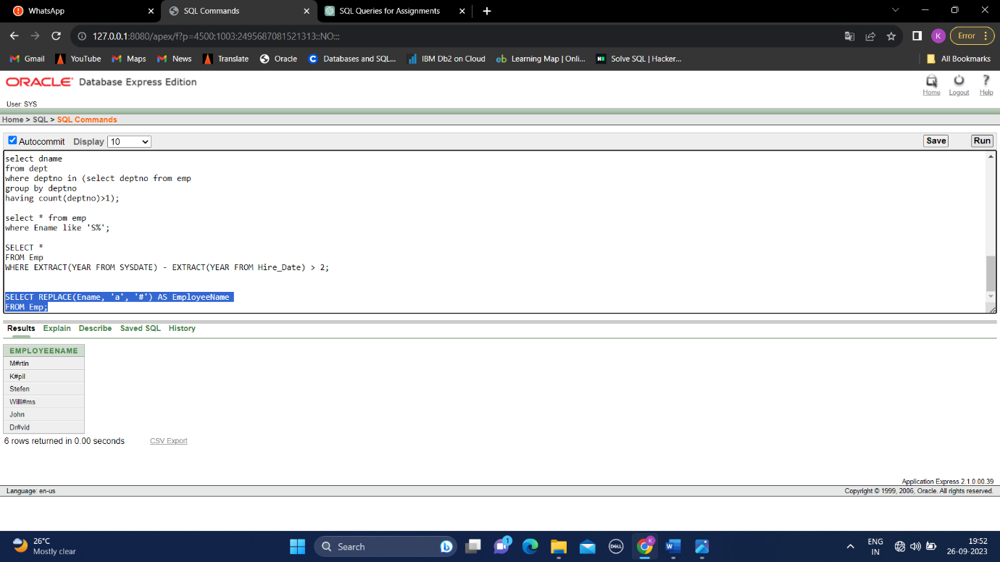 WhatsApp
SQL Commands
SQL Queries for Assignments
127.0.0.1:8080/apex/f?p=4500:1003:2495687081521313::NO:::
K
Error
Gmail
YouTube
Maps
News
Translate
Oracle
Databases and SQL...
IBM Db2 on Cloud
Learning Map | Onli...
Solve SQL | Hacker...
All Bookmarks
ORACLE Database Express Edition
Home
Logout
Help
User: SYS
Home > SQL > SQL Commands
Autocommit Display 10
Save
Run
select dname
from dept
where deptno in (select deptno from emp
group by deptno
having count(deptno)>1);
select * from emp
where Ename like 'S%';
SELECT *
FROM Emp
WHERE EXTRACT(YEAR FROM SYSDATE) - EXTRACT(YEAR FROM Hire_Date) > 2;
SELECT REPLACE(Ename, 'a', '#') AS EmployeeName
FROM Emp;
Results Explain Describe Saved SQL History
EMPLOYEENAME
M#rtin
K#pil
Stefen
Willi#ms
John
Dr#vid
6 rows returned in 0.00 seconds
CSV Export
Application Express 2.1.0.00.39
Language: en-us
Copyright © 1999, 2006, Oracle. All rights reserved.
26°C
Mostly clear
Search
1
DELL
K
W
ENG
IN
19:52
26-09-2023